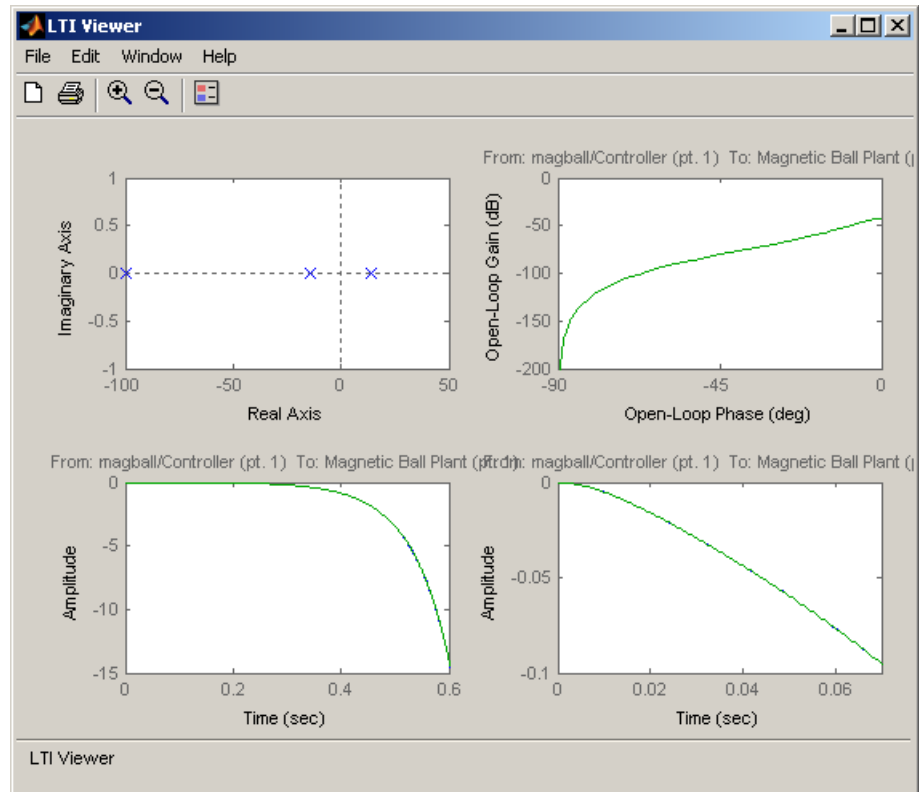 LTI Viewer
File Edit Window Help
From: magball/Controller (pt. 1) To: Magnetic Ball Plant (
1
0.5
0
-0.5
-1
Imaginary Axis
-100 -50 0 50
Real Axis
0
-50
-100
-150
-200
Open-Loop Gain (dB)
-90 -45 0
Open-Loop Phase (deg)
From: magball/Controller (pt. 1) To: Magnetic Ball Plant (
From: magball/Controller (pt. 1) To: Magnetic Ball Plant (
0
-5
-10
-15
Amplitude
0 0.2 0.4 0.6
Time (sec)
0
-0.05
-0.1
Amplitude
0 0.02 0.04 0.06
Time (sec)
LTI Viewer